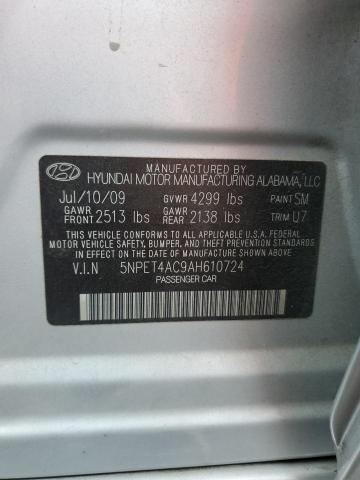 MANUFACTURED BY
HYUNDAI MOTOR MANUFACTURING ALABAMA, LLC
Jul/10/09 GVWR 4299 lbs PAINT SM
GAWR FRONT 2513 lbs GAWR REAR 2138 lbs TRIM U7
THIS VEHICLE CONFORMS TO ALL APPLICABLE
FEDERAL MOTOR VEHICLE SAFETY, BUMPER, AND THEFT
PREVENTION STANDARDS IN EFFECT ON THE DATE OF
MANUFACTURE SHOWN ABOVE.
V.I.N 5NPET4AC9AH610724
PASSENGER CAR